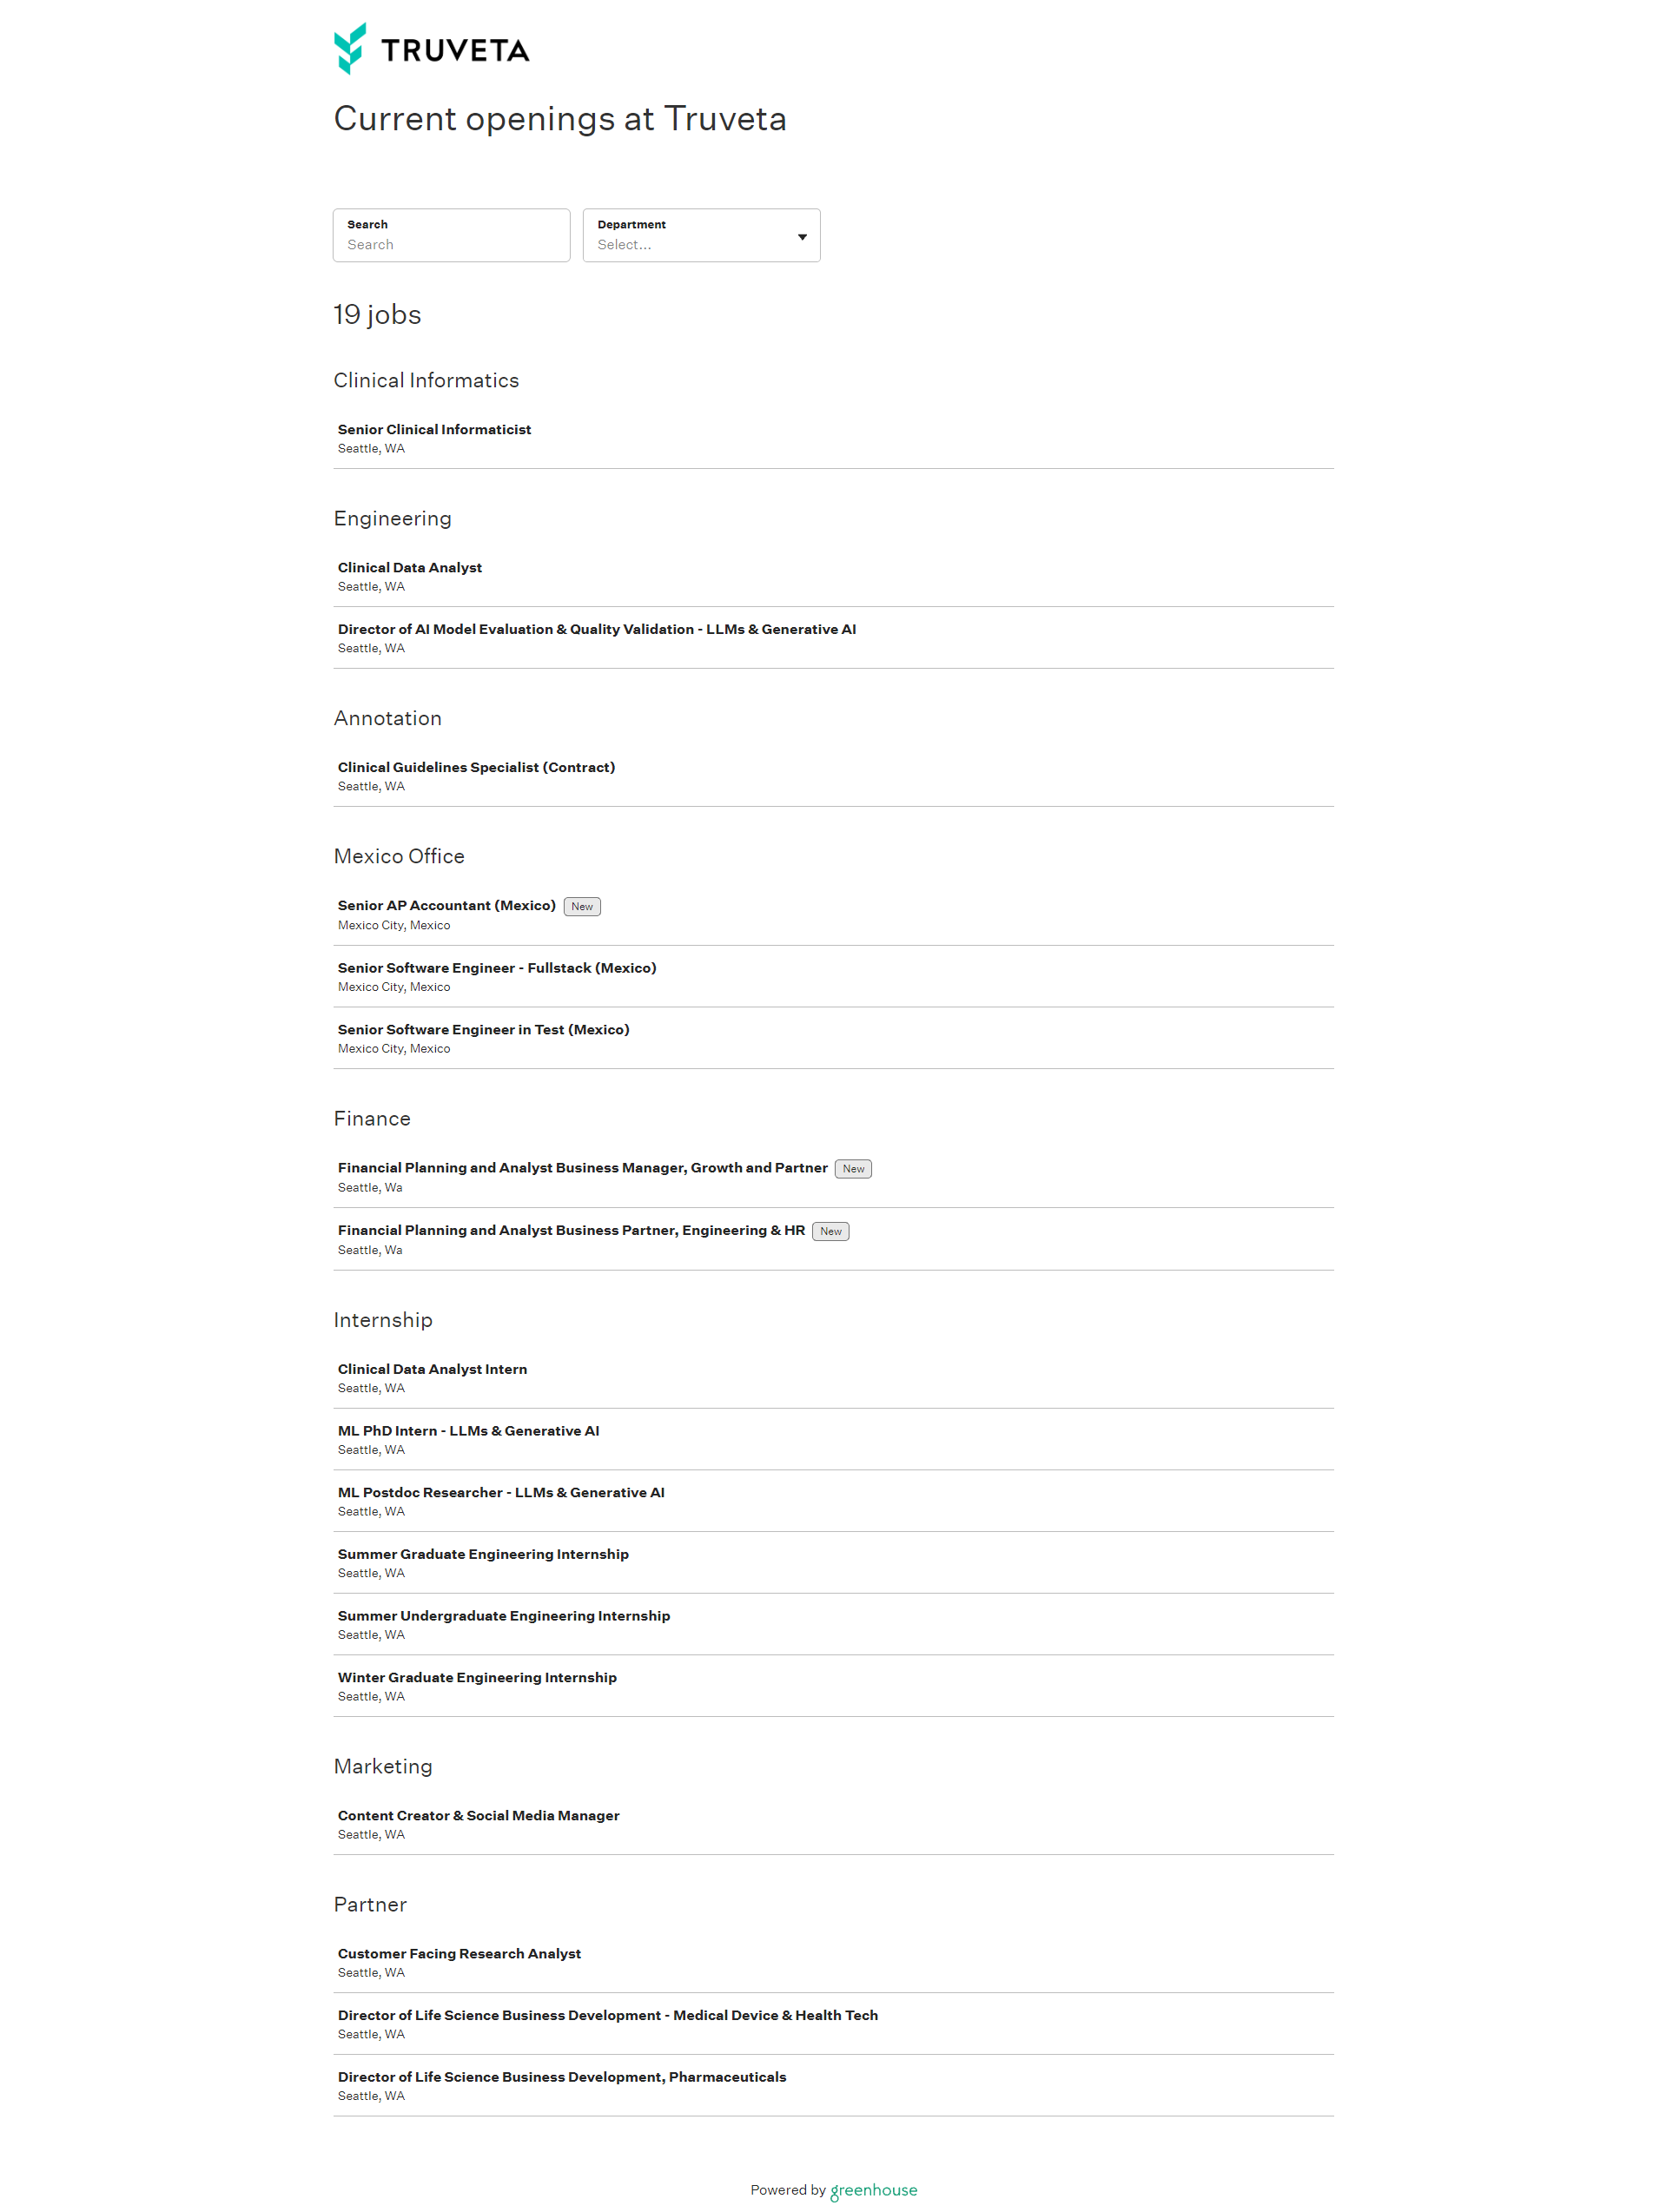 TRUVETA
Current openings at Truveta
Search
Search
Department
Select...
19 jobs
Clinical Informatics
Senior Clinical Informaticist
Seattle, WA
Engineering
Clinical Data Analyst
Seattle, WA
Director of AI Model Evaluation & Quality Validation - LLMs & Generative AI
Seattle, WA
Annotation
Clinical Guidelines Specialist (Contract)
Seattle, WA
Mexico Office
Senior AP Accountant (Mexico) New
Mexico City, Mexico
Senior Software Engineer - Fullstack (Mexico)
Mexico City, Mexico
Senior Software Engineer in Test (Mexico)
Mexico City, Mexico
Finance
Financial Planning and Analyst Business Manager, Growth and Partner New
Seattle, Wa
Financial Planning and Analyst Business Partner, Engineering & HR New
Seattle, Wa
Internship
Clinical Data Analyst Intern
Seattle, WA
ML PhD Intern - LLMs & Generative AI
Seattle, WA
ML Postdoc Researcher - LLMs & Generative AI
Seattle, WA
Summer Graduate Engineering Internship
Seattle, WA
Summer Undergraduate Engineering Internship
Seattle, WA
Winter Graduate Engineering Internship
Seattle, WA
Marketing
Content Creator & Social Media Manager
Seattle, WA
Partner
Customer Facing Research Analyst
Seattle, WA
Director of Life Science Business Development - Medical Device & Health Tech
Seattle, WA
Director of Life Science Business Development, Pharmaceuticals
Seattle, WA
Powered by greenhouse